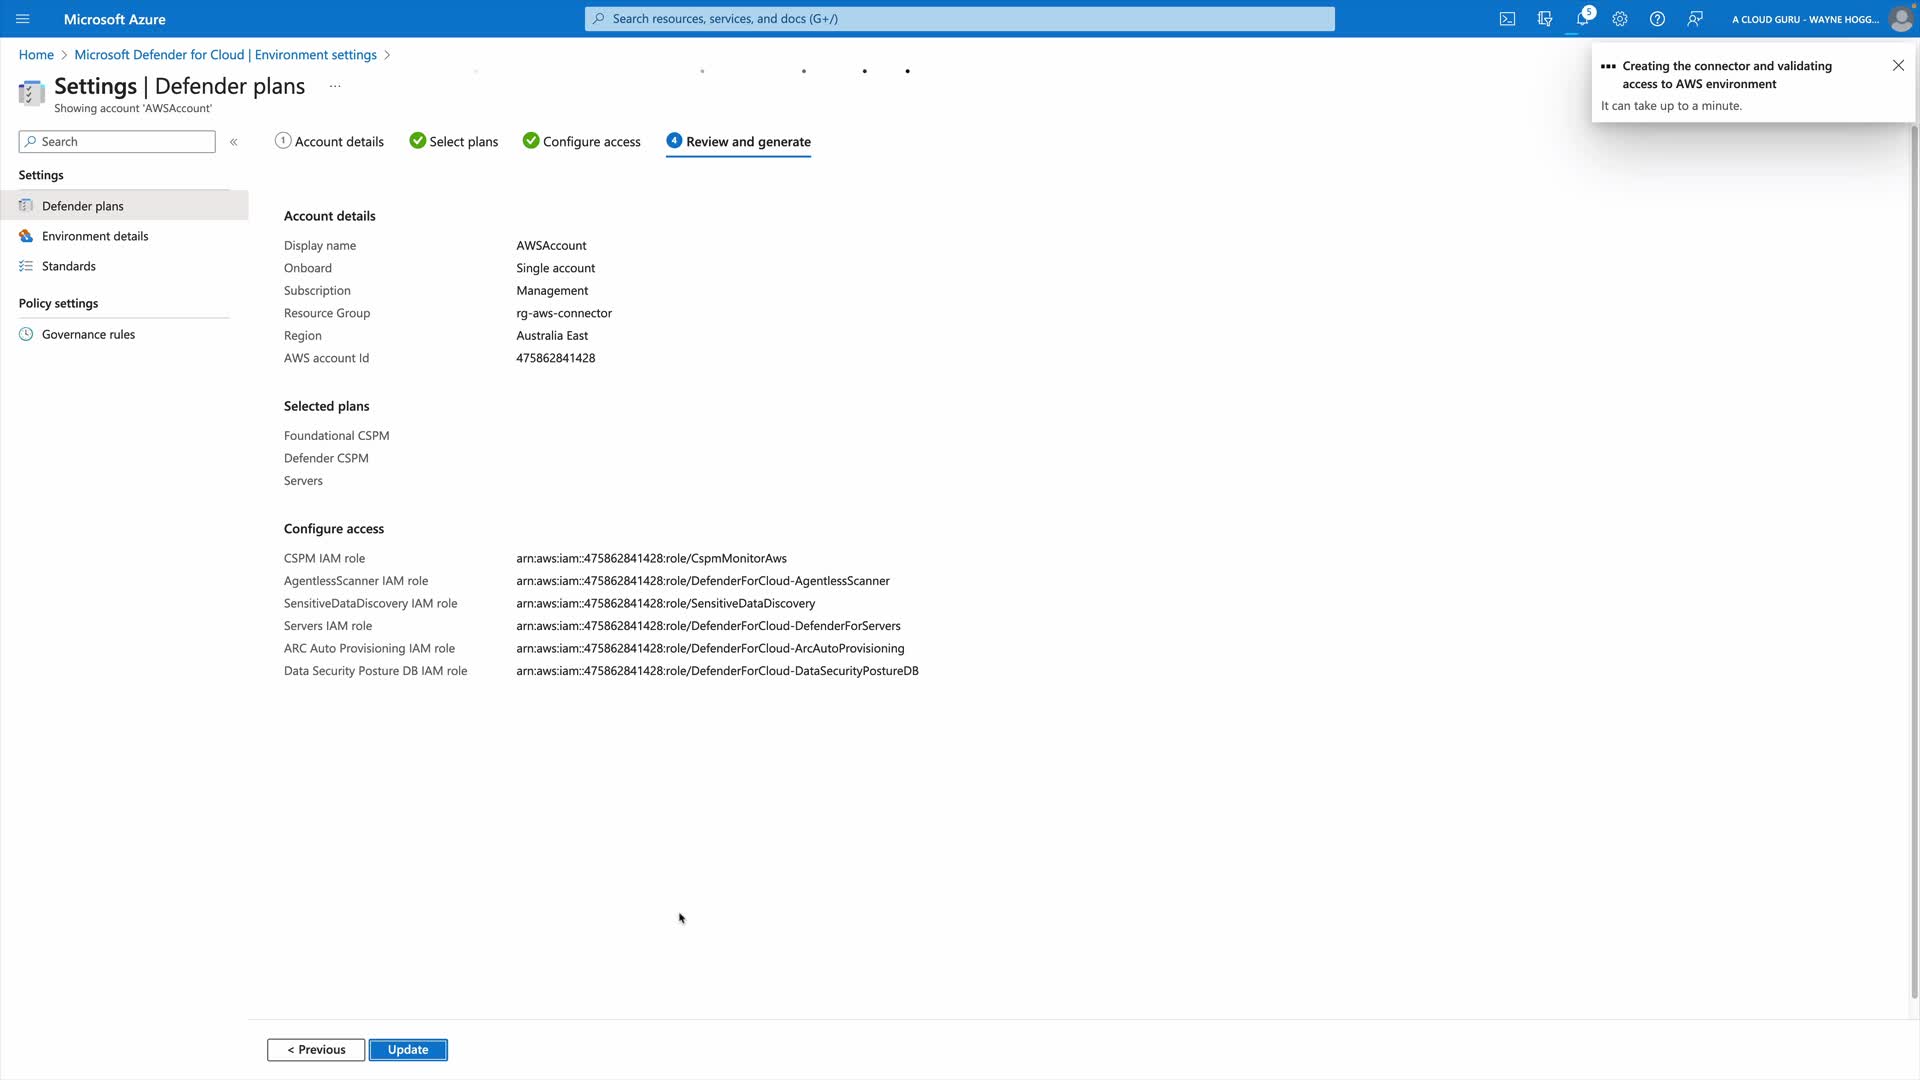 Microsoft Azure
Search resources, services, and docs (G+/)
5
A CLOUD GURU - WAYNE HOGG...
Home > Microsoft Defender for Cloud | Environment settings >
Settings | Defender plans ...
Showing account 'AWSAccount'
Creating the connector and validating
access to AWS environment
It can take up to a minute.
Search «
1 Account details Select plans Configure access 4 Review and generate
Settings
Defender plans
Environment details
Standards
Policy settings
Governance rules
Account details
Display name AWSAccount
Onboard Single account
Subscription Management
Resource Group rg-aws-connector
Region Australia East
AWS account Id 475862841428
Selected plans
Foundational CSPM
Defender CSPM
Servers
Configure access
CSPM IAM role arn:aws:iam::475862841428:role/CspmMonitorAws
AgentlessScanner IAM role arn:aws:iam::475862841428:role/DefenderForCloud-AgentlessScanner
SensitiveDataDiscovery IAM role arn:aws:iam::475862841428:role/SensitiveDataDiscovery
Servers IAM role arn:aws:iam::475862841428:role/DefenderForCloud-DefenderForServers
ARC Auto Provisioning IAM role arn:aws:iam::475862841428:role/DefenderForCloud-ArcAutoProvisioning
Data Security Posture DB IAM role arn:aws:iam::475862841428:role/DefenderForCloud-DataSecurityPostureDB
< Previous Update